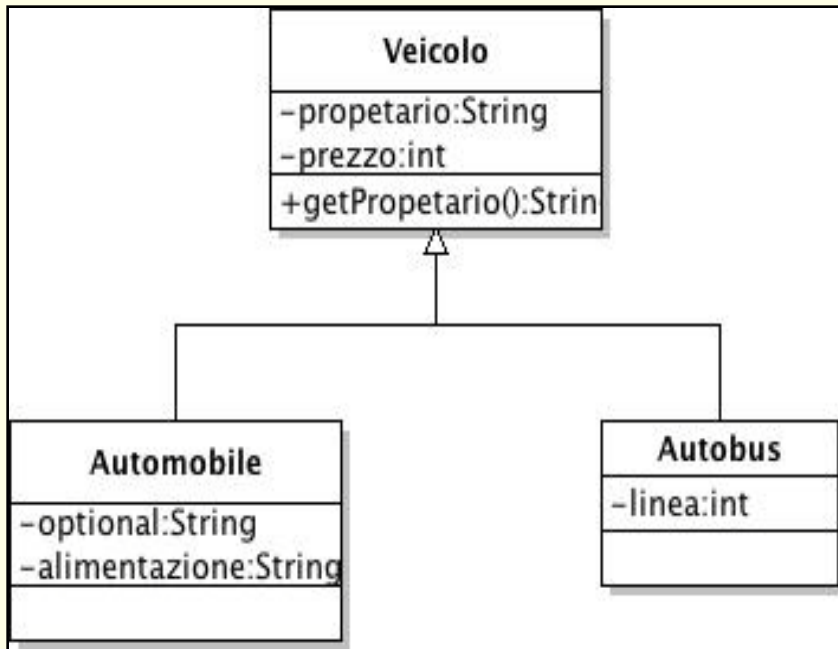 Veicolo
-propetario:String
-prezzo:int
+getPropetario():Strin
Automobile
-optional:String
-alimentazione:String
Autobus
-linea:int